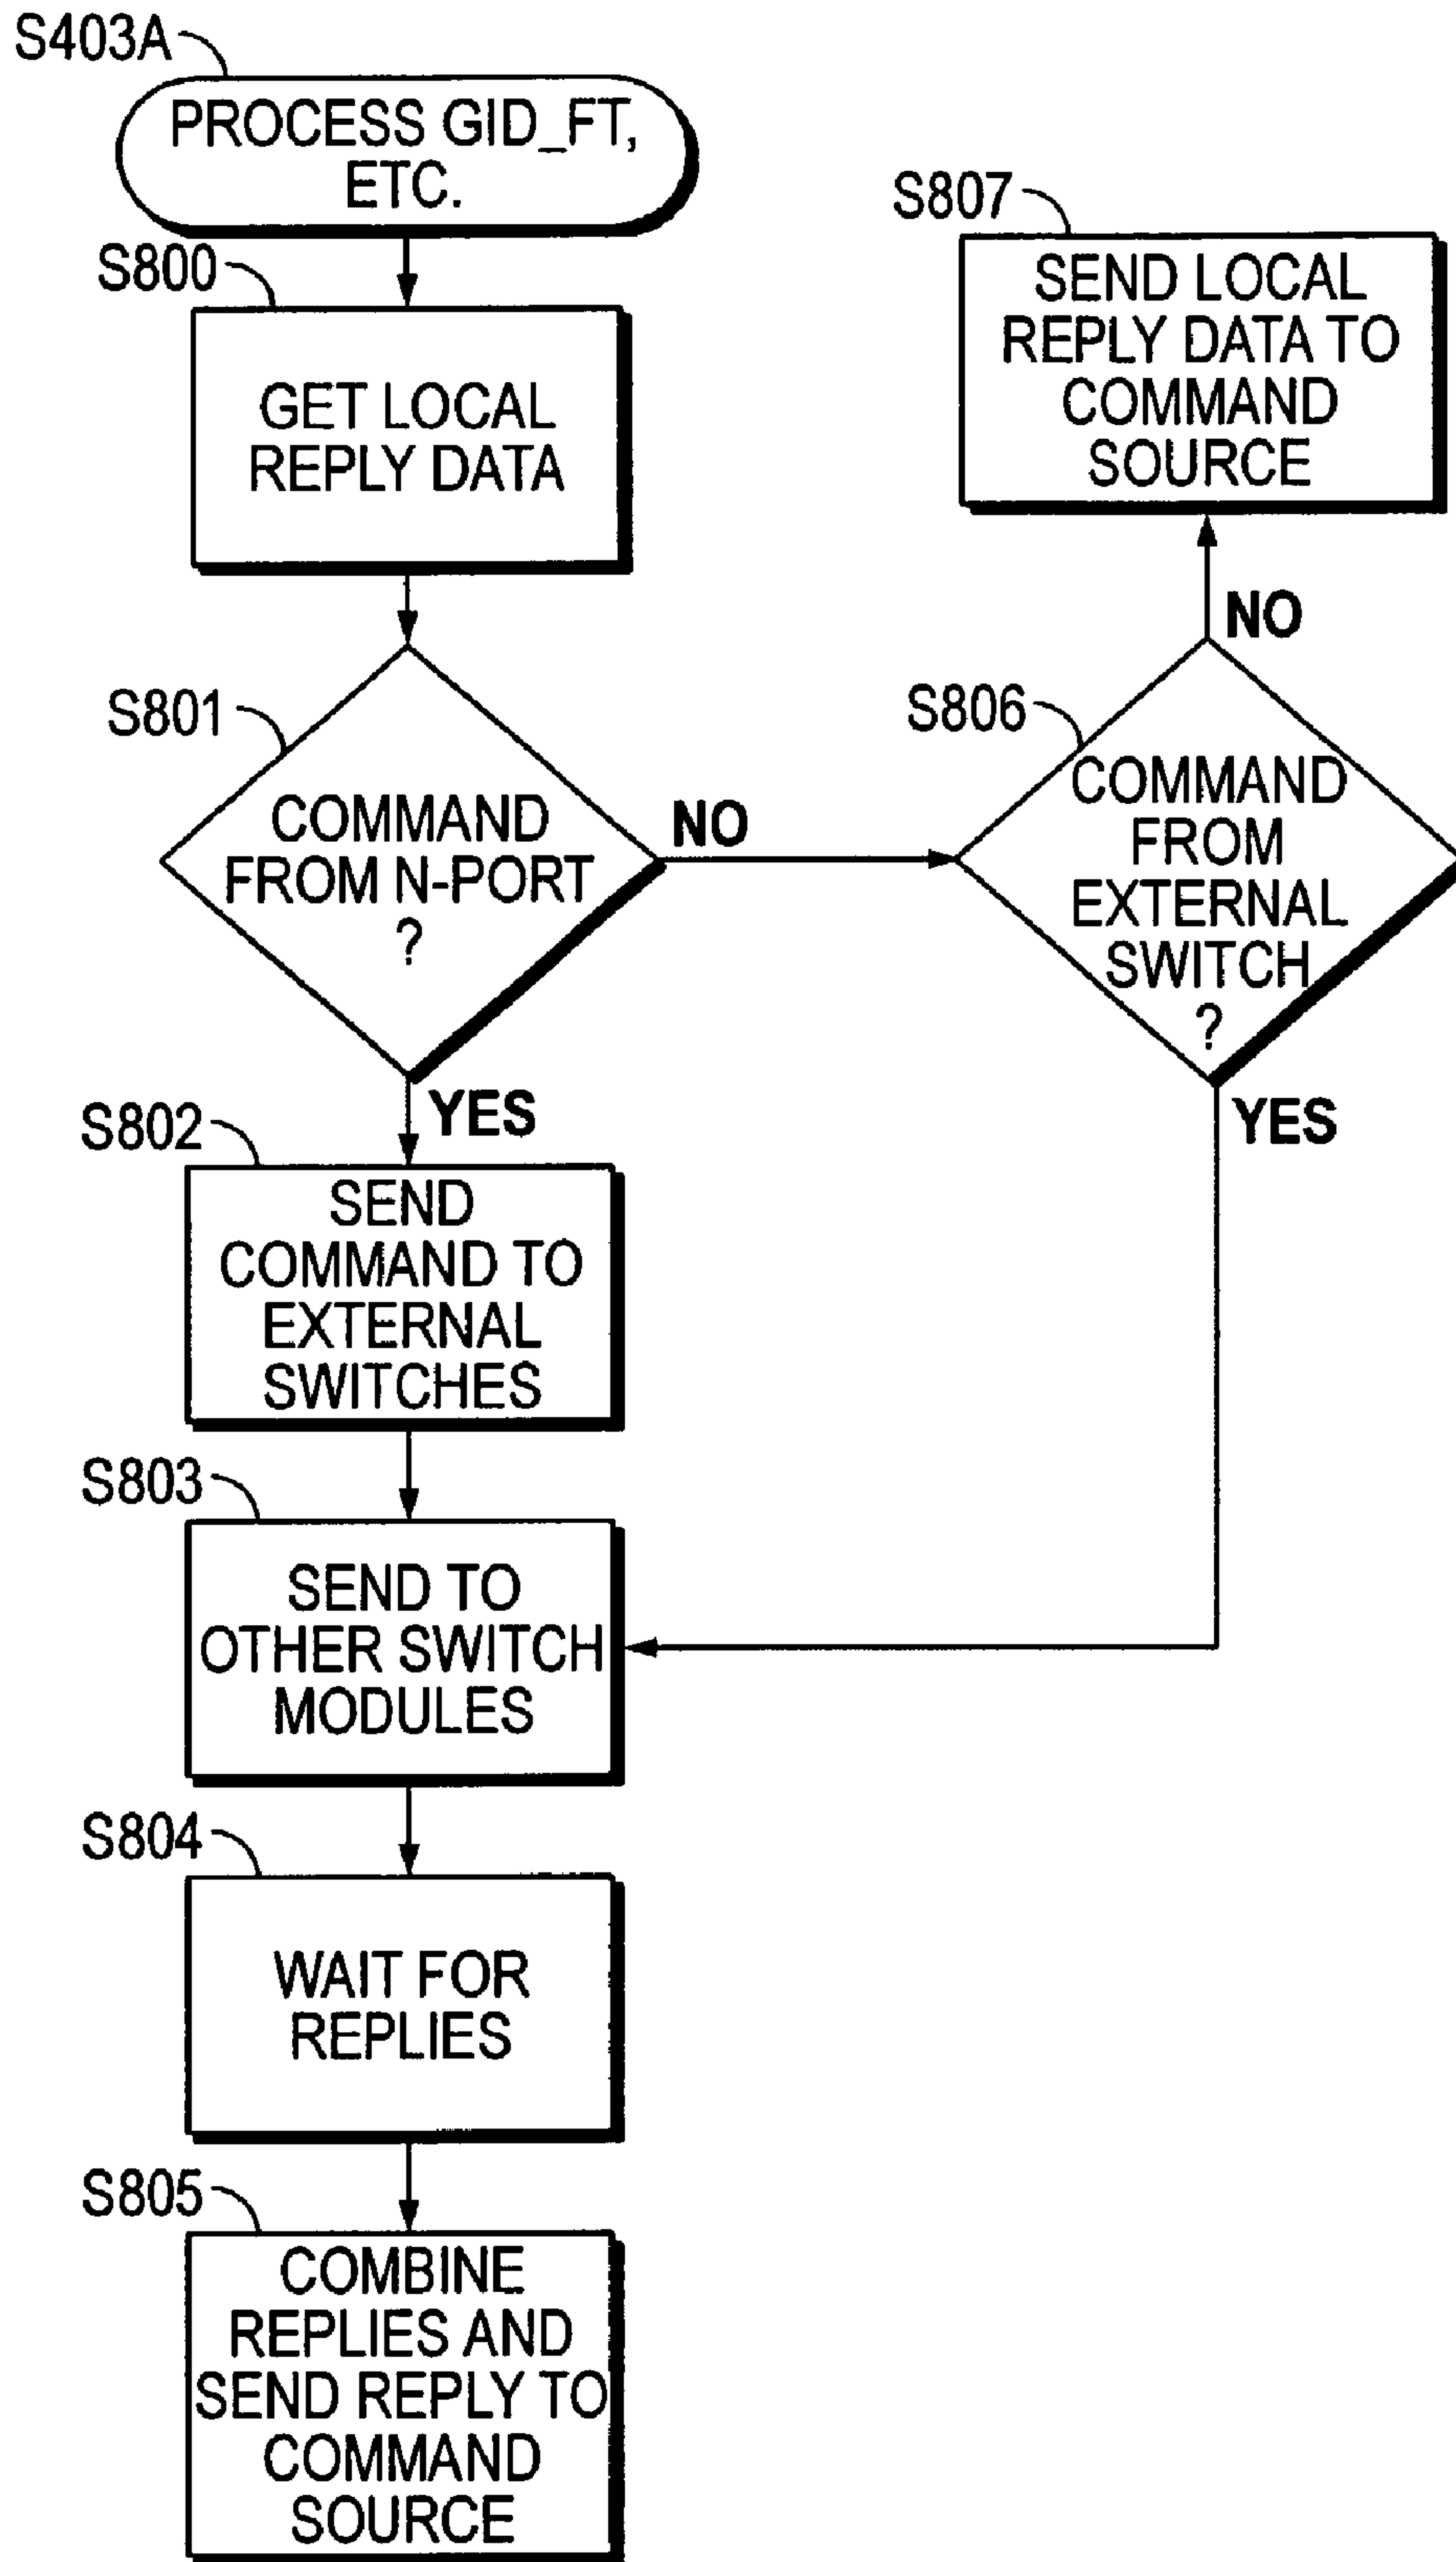 S403A
PROCESS GID_FT,
ETC.
S800
GET LOCAL
REPLY DATA
S801
COMMAND
FROM N-PORT
?
NO
YES
S802
SEND
COMMAND TO
EXTERNAL
SWITCHES
S803
SEND TO
OTHER SWITCH
MODULES
S804
WAIT FOR
REPLIES
S805
COMBINE
REPLIES AND
SEND REPLY TO
COMMAND
SOURCE
S807
SEND LOCAL
REPLY DATA TO
COMMAND
SOURCE
NO
S806
COMMAND
FROM
EXTERNAL
SWITCH
?
YES